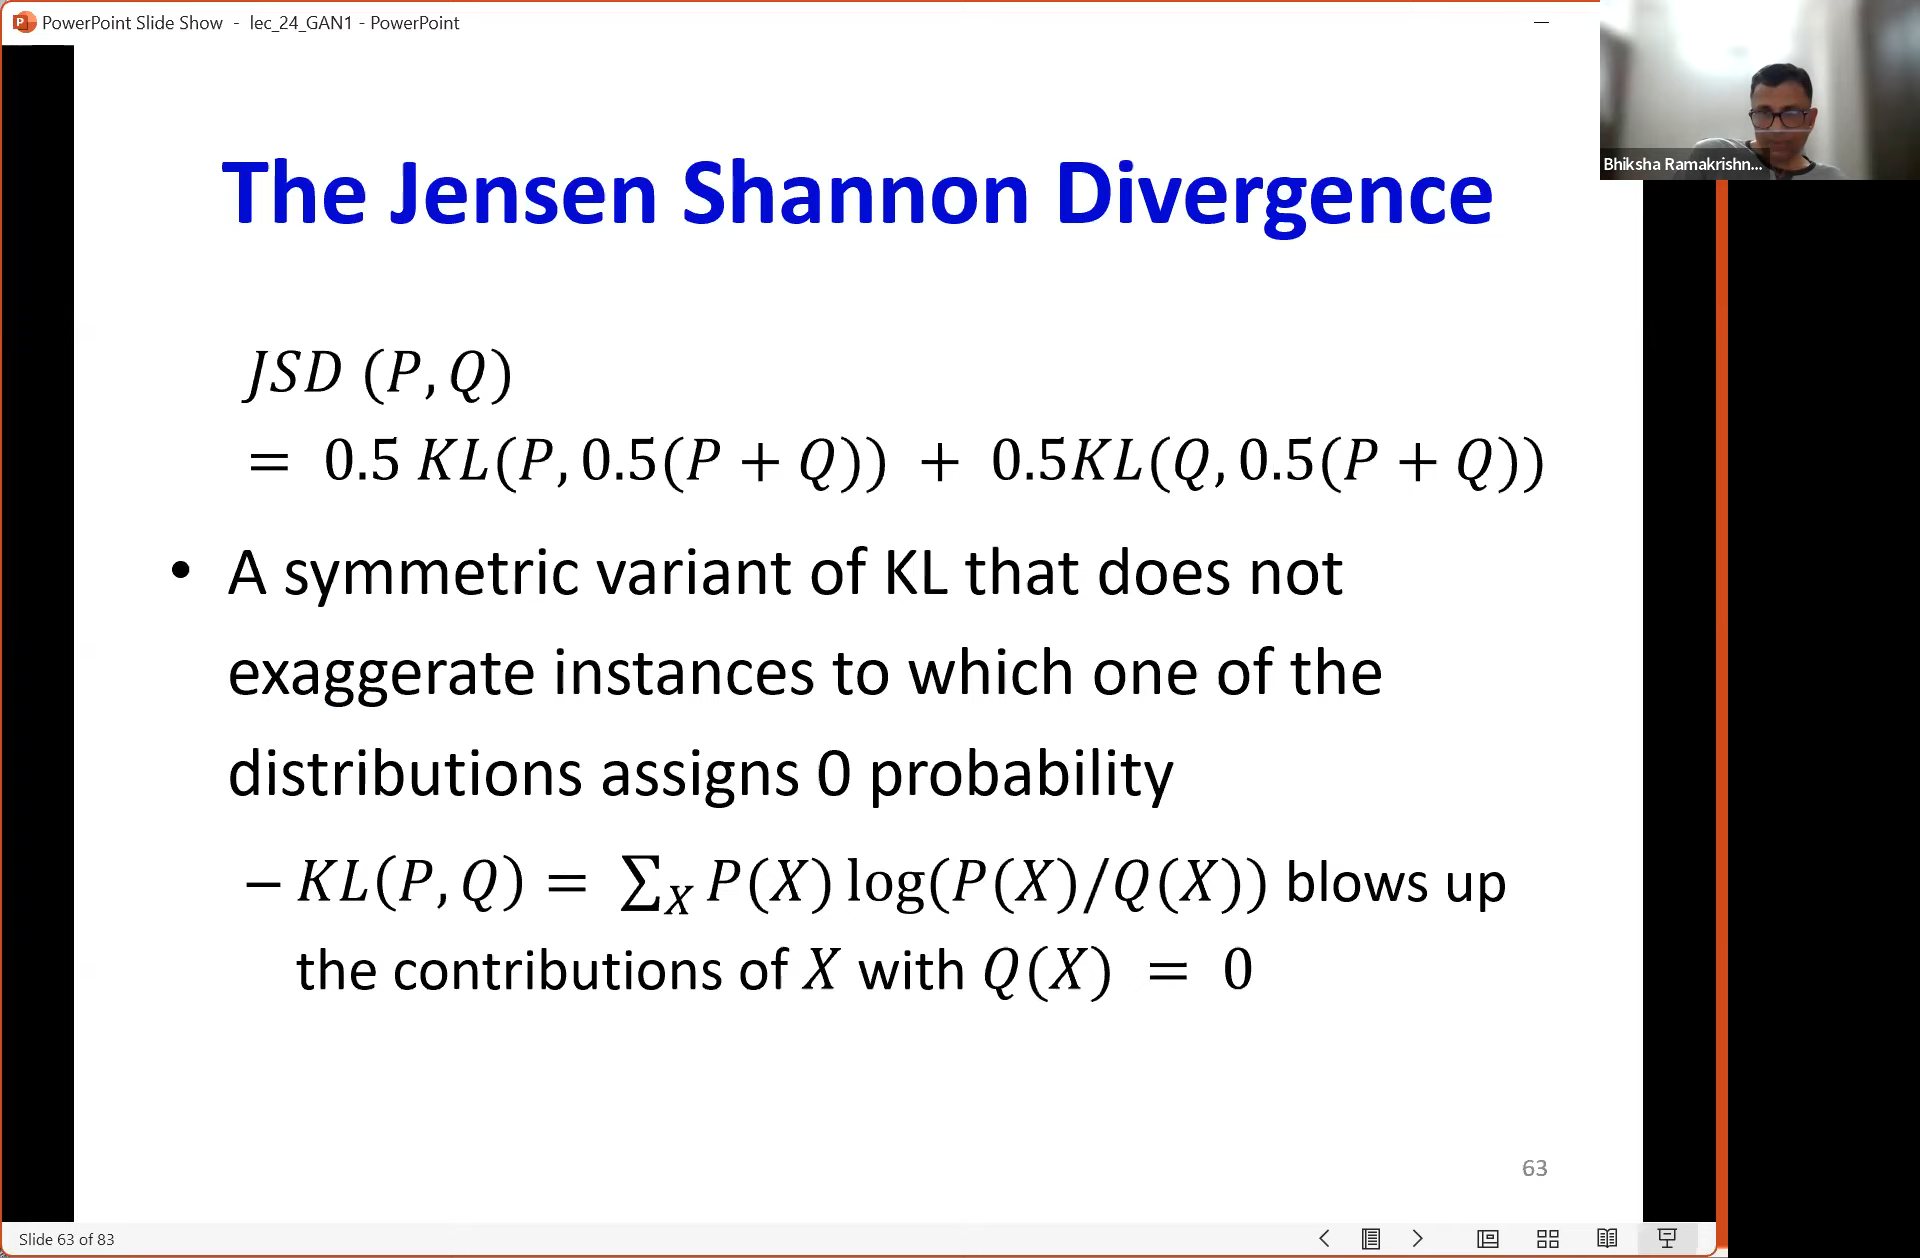 PowerPoint Slide Show - lec_24_GAN1 - PowerPoint
Bhiksha Ramakrishn...
The Jensen Shannon Divergence
JSD (P, Q)
= 0.5 KL(P, 0.5(P + Q)) + 0.5KL(Q, 0.5(P + Q))
• A symmetric variant of KL that does not
exaggerate instances to which one of the
distributions assigns 0 probability
– KL(P, Q) = ∑_X P(X) log(P(X)/Q(X)) blows up
the contributions of X with Q(X) = 0
63
Slide 63 of 83